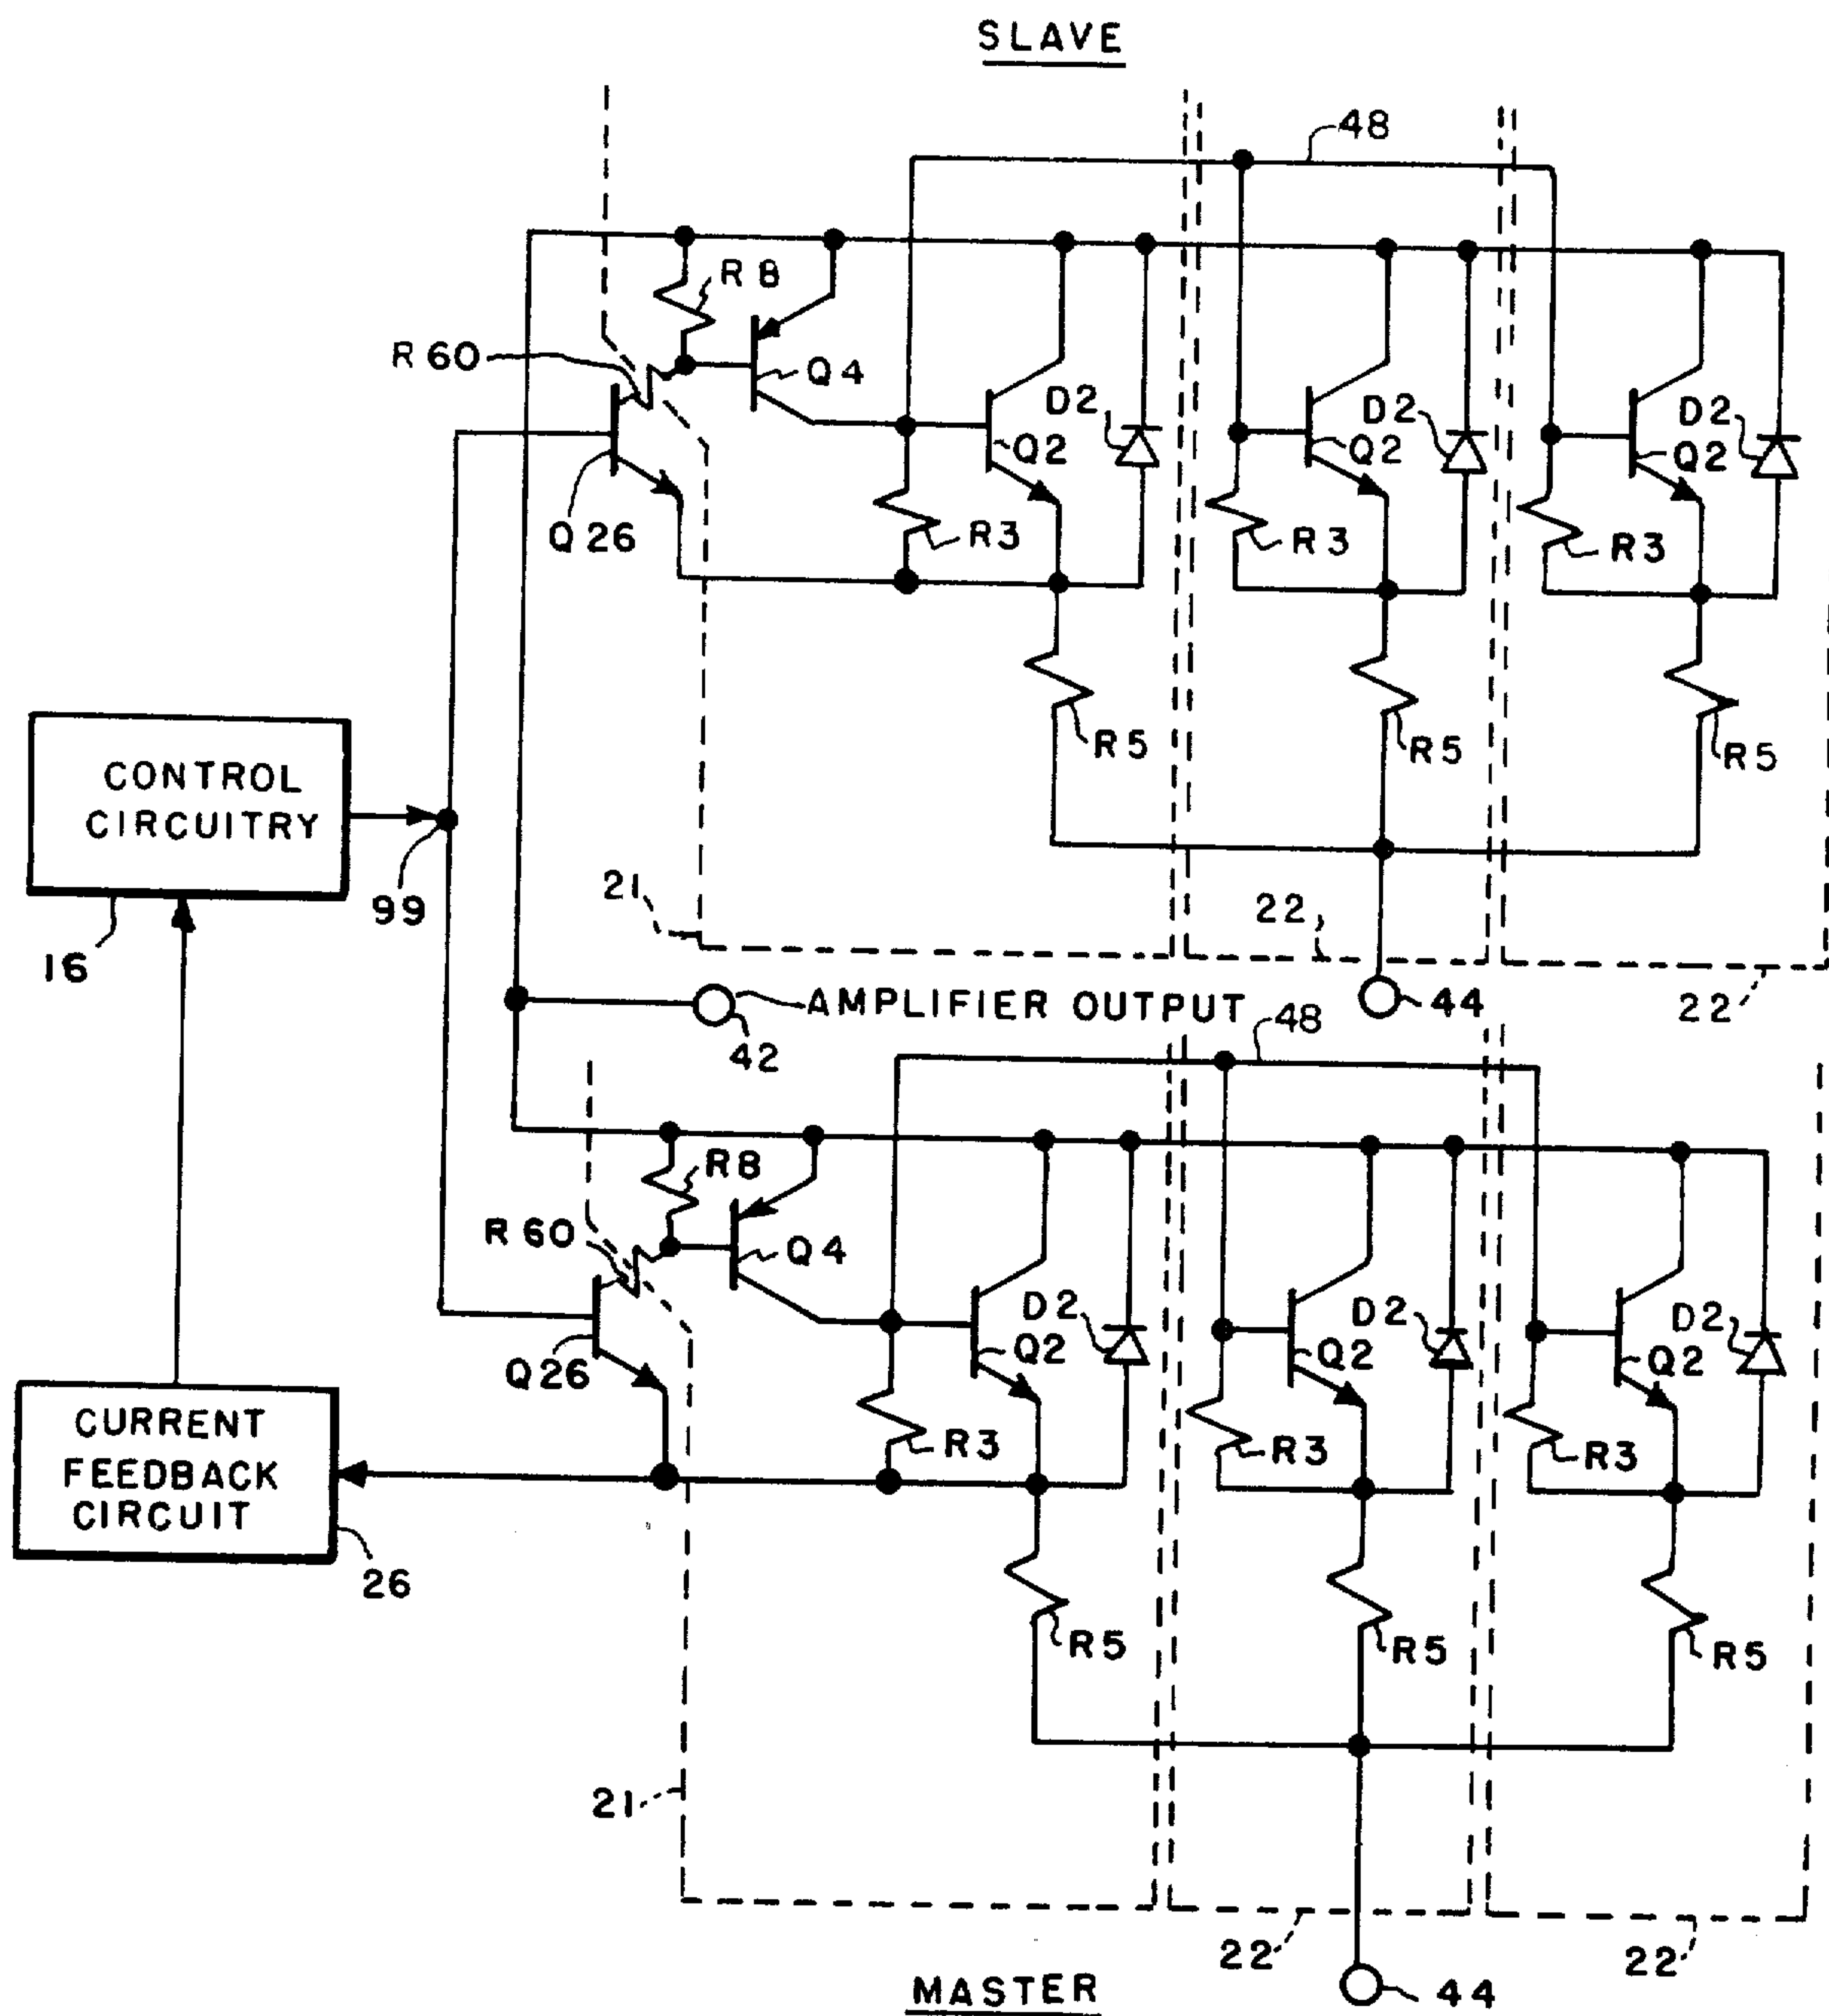 SLAVE
48
R8
R60
Q4
D2
Q2
D2
Q2
D2
Q2
Q26
R3
R3
R3
R5
R5
R5
CONTROL
CIRCUITRY
99
16
21
22
22
44
AMPLIFIER OUTPUT
42
48
R8
R60
Q4
D2
Q2
D2
Q2
D2
Q2
Q26
R3
R3
R3
CURRENT
FEEDBACK
CIRCUIT
26
R5
R5
R5
21
22
22
44
MASTER